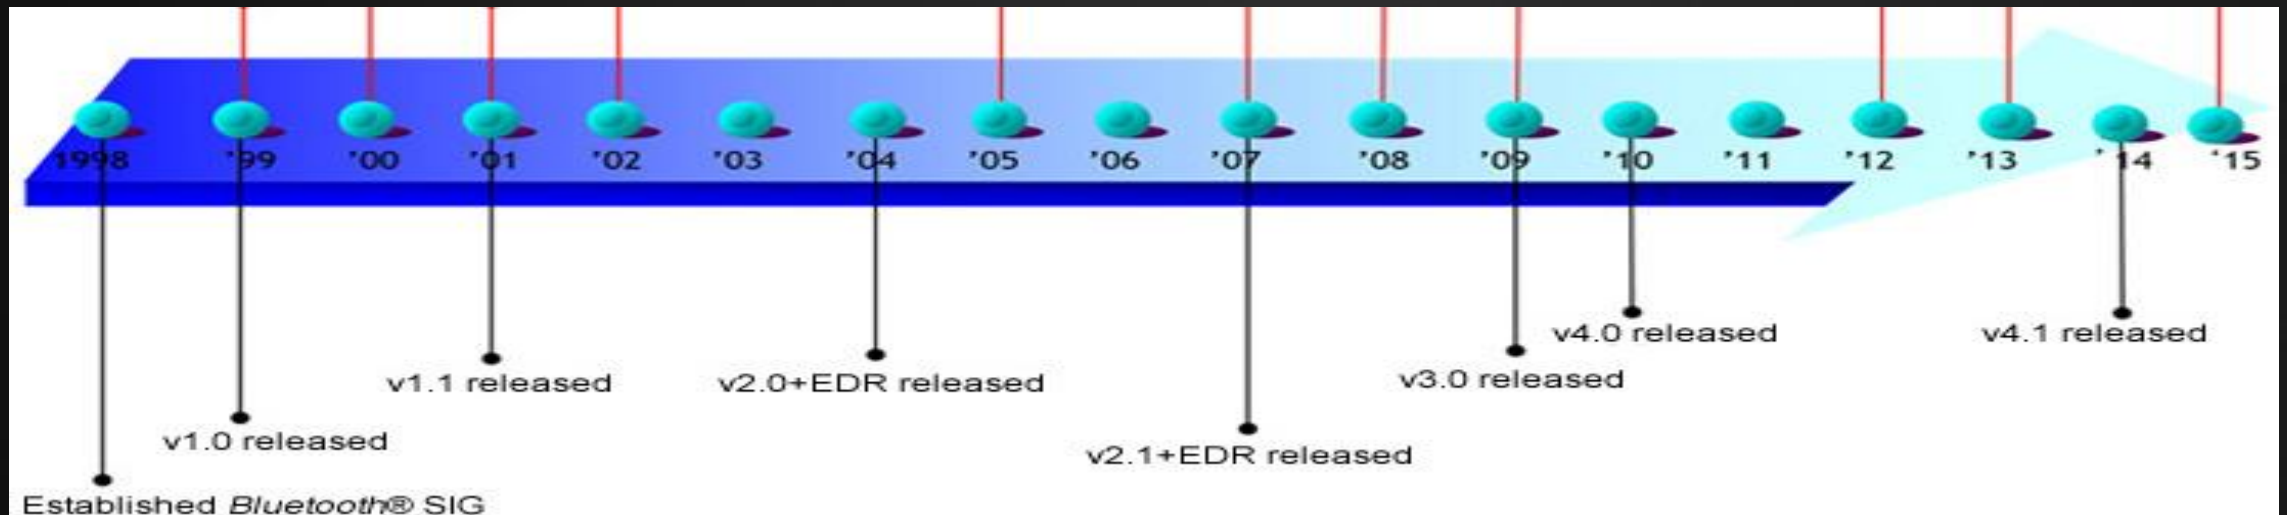 1998 '99 '00 '01 '02 '03 '04 '05 '06 '07 '08 '09 '10 '11 '12 '13 '14 '15
v4.0 released
v4.1 released
v1.1 released
v2.0+EDR released
v3.0 released
v1.0 released
v2.1+EDR released
Established Bluetooth® SIG